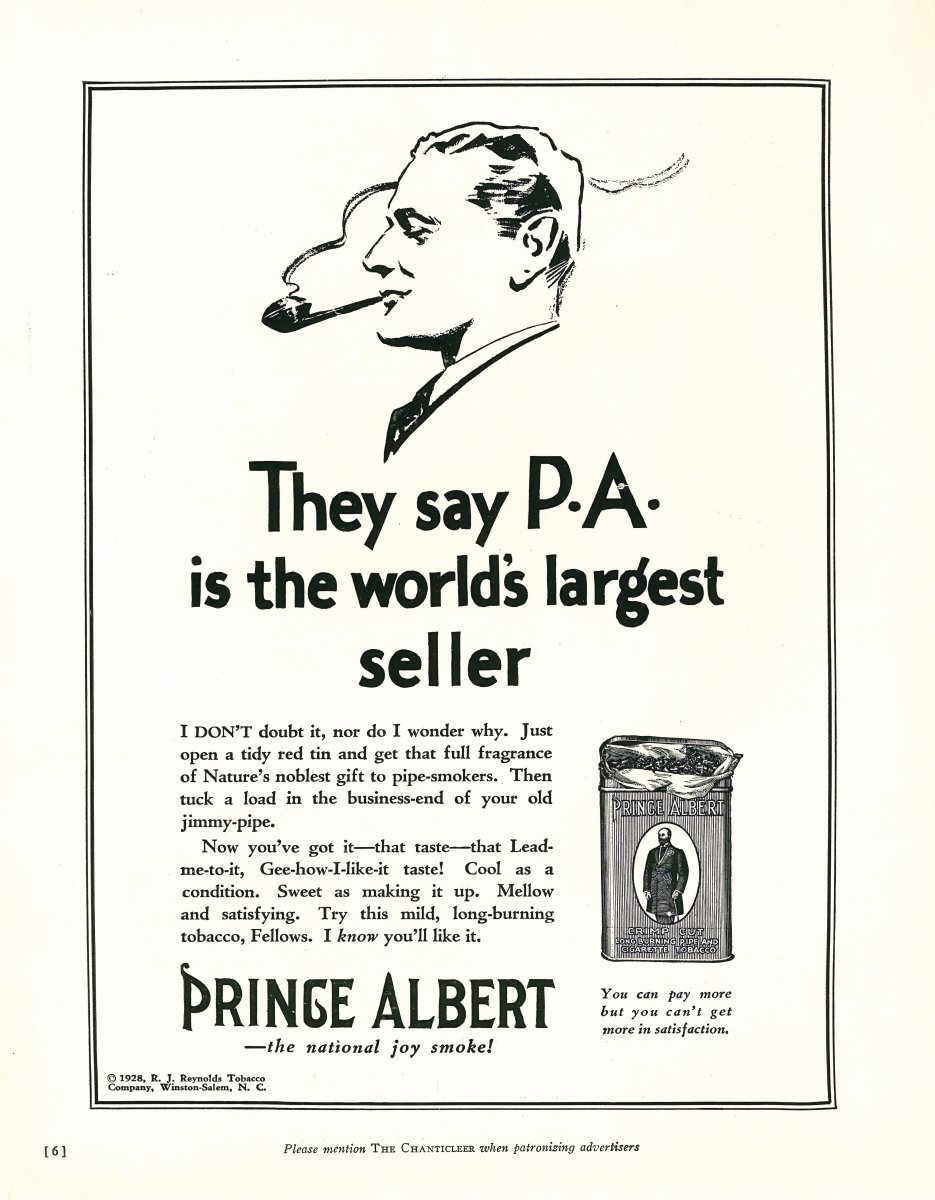 They say P.A.
is the world's largest
seller
I DON'T doubt it, nor do I wonder why. Just
open a tidy red tin and get that full fragrance
of Nature's noblest gift to pipe-smokers. Then
tuck a load in the business-end of your old
jimmy-pipe.
Now you've got it—that taste—that Lead-
me-to-it, Gee-how-I-like-it taste! Cool as a
condition. Sweet as making it up. Mellow
and satisfying. Try this mild, long-burning
tobacco, Fellows. I know you'll like it.
PRINCE ALBERT
—the national joy smoke!
PRINCE ALBERT
CRIMP CUT
LONG BURNING PIPE AND
CIGARETTE TOBACCO
You can pay more
but you can't get
more in satisfaction.
© 1928, R. J. Reynolds Tobacco
Company, Winston-Salem, N. C.
[6]
Please mention THE CHANTICLEER when patronizing advertisers